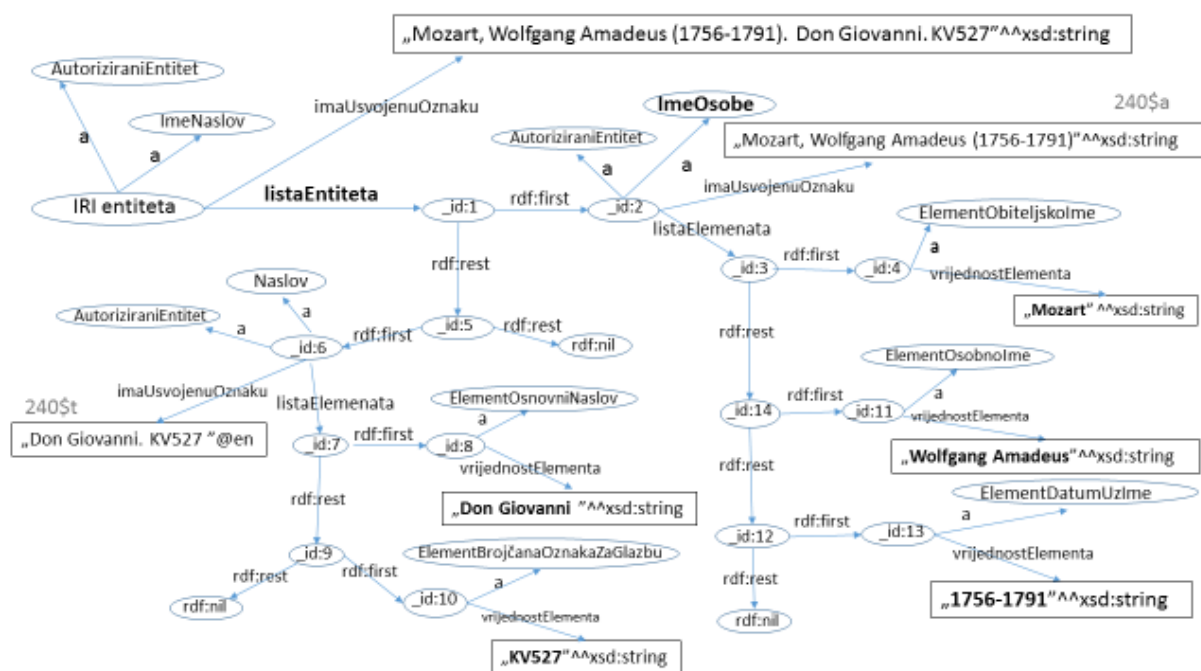 „Mozart, Wolfgang Amadeus (1756-1791). Don Giovanni. KV527”^^xsd:string
AutoriziraniEntitet
imaUsvojenuOznaku
ImeNaslov
a
a
IRI entiteta
listaEntiteta
_id:1
rdf:first
_id:2
ImeOsobe
AutoriziraniEntitet
a
a
240$a
„Mozart, Wolfgang Amadeus (1756-1791)”^^xsd:string
imaUsvojenuOznaku
listaElemenata
_id:3
rdf:first
_id:4
ElementObiteljskoIme
a
vrijednostElementa
„Mozart” ^^xsd:string
rdf:rest
_id:5
rdf:rest
rdf:nil
rdf:first
_id:6
Naslov
a
AutoriziraniEntitet
a
imaUsvojenuOznaku
240$t
„Don Giovanni. KV527 ”@en
listaElemenata
_id:7
rdf:first
_id:8
ElementOsnovniNaslov
a
vrijednostElementa
„Don Giovanni ”^^xsd:string
rdf:rest
_id:9
rdf:rest
rdf:nil
rdf:first
_id:10
ElementBrojčanaOznakaZaGlazbu
a
vrijednostElementa
„KV527”^^xsd:string
rdf:rest
_id:14
rdf:first
_id:11
ElementOsobnoIme
a
vrijednostElementa
„Wolfgang Amadeus”^^xsd:string
rdf:rest
_id:12
rdf:first
_id:13
ElementDatumUzIme
a
vrijednostElementa
„1756-1791”^^xsd:string
rdf:rest
rdf:nil